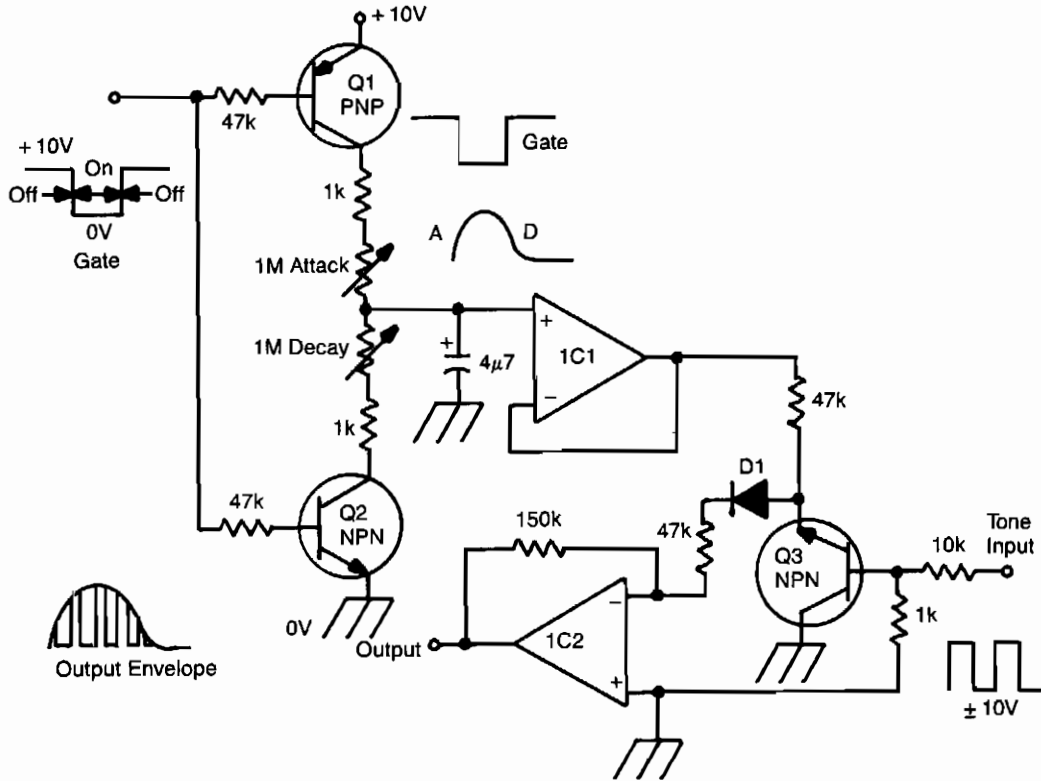 + 10V
Q1
PNP
47k
Gate
+ 10V
On
Off
Off
0V
Gate
1k
A
D
1M Attack
1M Decay
+
4μ7
+
1C1
−
47k
1k
D1
47k
Q2
NPN
150k
47k
Q3
NPN
Tone
Input
10k
1k
0V
Output
−
1C2
+
Output Envelope
± 10V